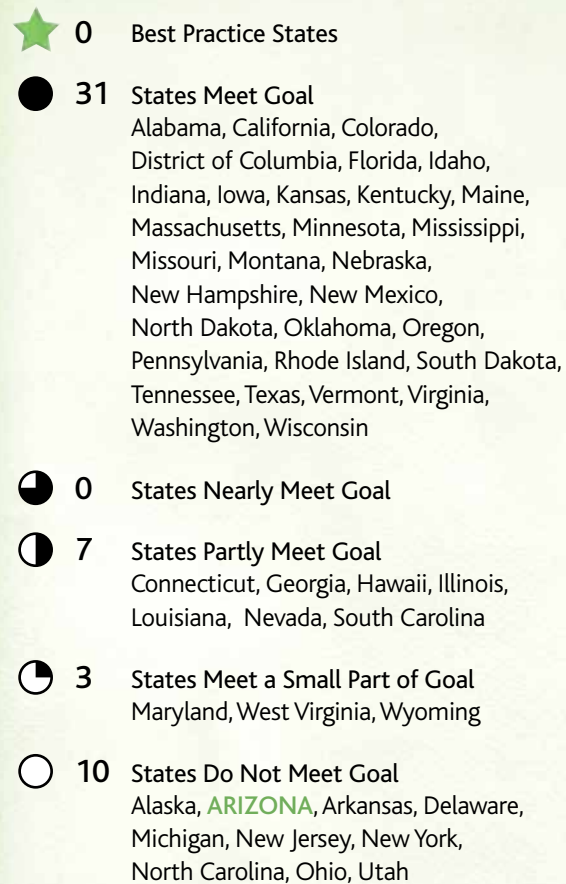 0 Best Practice States
31 States Meet Goal
Alabama, California, Colorado,
District of Columbia, Florida, Idaho,
Indiana, Iowa, Kansas, Kentucky, Maine,
Massachusetts, Minnesota, Mississippi,
Missouri, Montana, Nebraska,
New Hampshire, New Mexico,
North Dakota, Oklahoma, Oregon,
Pennsylvania, Rhode Island, South Dakota,
Tennessee, Texas, Vermont, Virginia,
Washington, Wisconsin
0 States Nearly Meet Goal
7 States Partly Meet Goal
Connecticut, Georgia, Hawaii, Illinois,
Louisiana, Nevada, South Carolina
3 States Meet a Small Part of Goal
Maryland, West Virginia, Wyoming
10 States Do Not Meet Goal
Alaska, ARIZONA, Arkansas, Delaware,
Michigan, New Jersey, New York,
North Carolina, Ohio, Utah